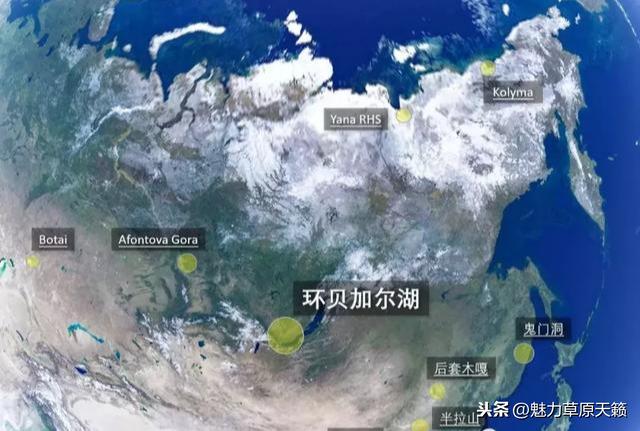 Kolyma
Yana RHS
Botai
Afontova Gora
环贝加尔湖
鬼门洞
后套木嘎
半拉山
头条 @魅力草原天籁